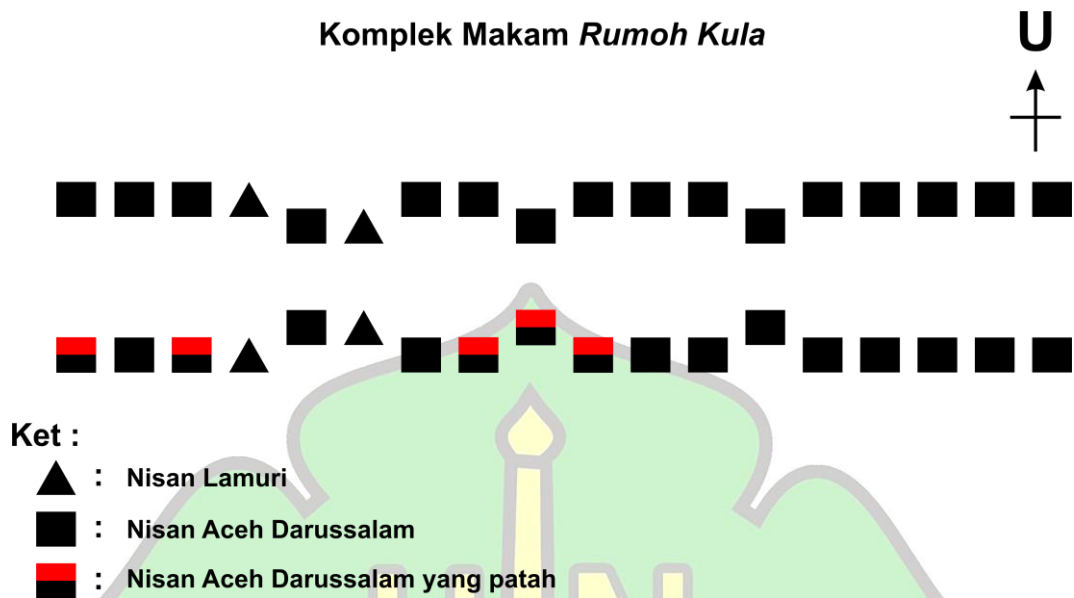 Komplek Makam Rumoh Kula
U
Ket :
: Nisan Lamuri
: Nisan Aceh Darussalam
: Nisan Aceh Darussalam yang patah